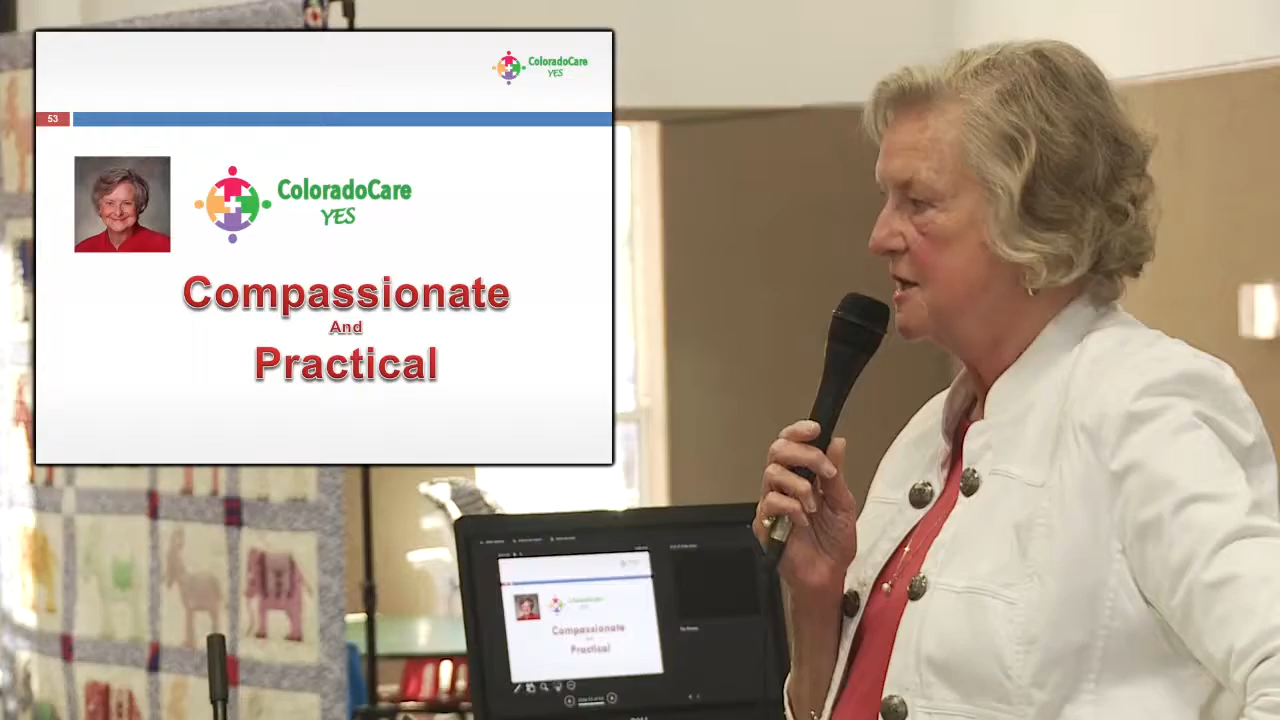 ColoradoCare
YES
53
ColoradoCare
YES
Compassionate
And
Practical
Compassionate
Practical